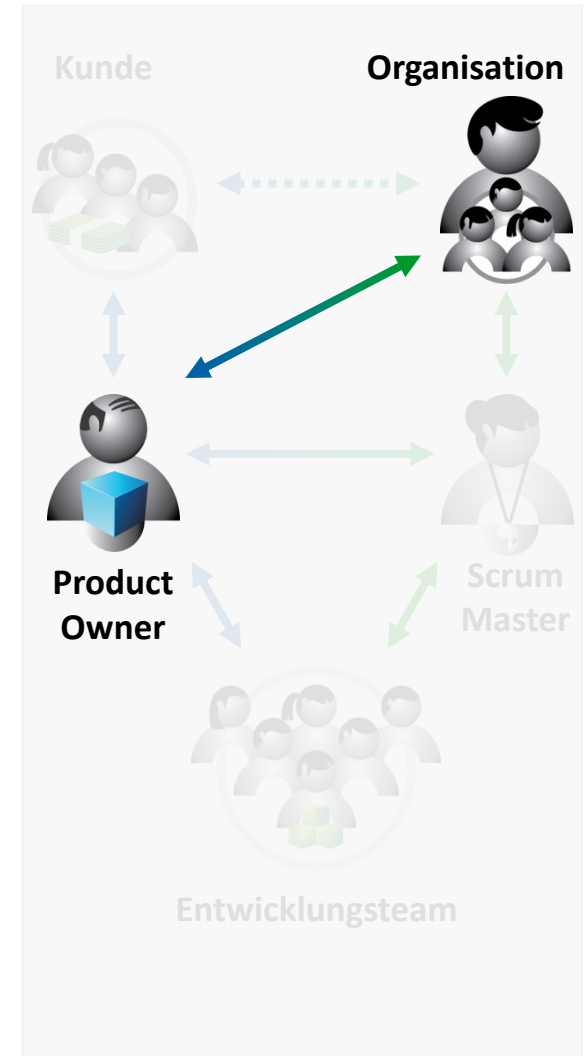 Kunde
Organisation
Product
Owner
Scrum
Master
Entwicklungsteam